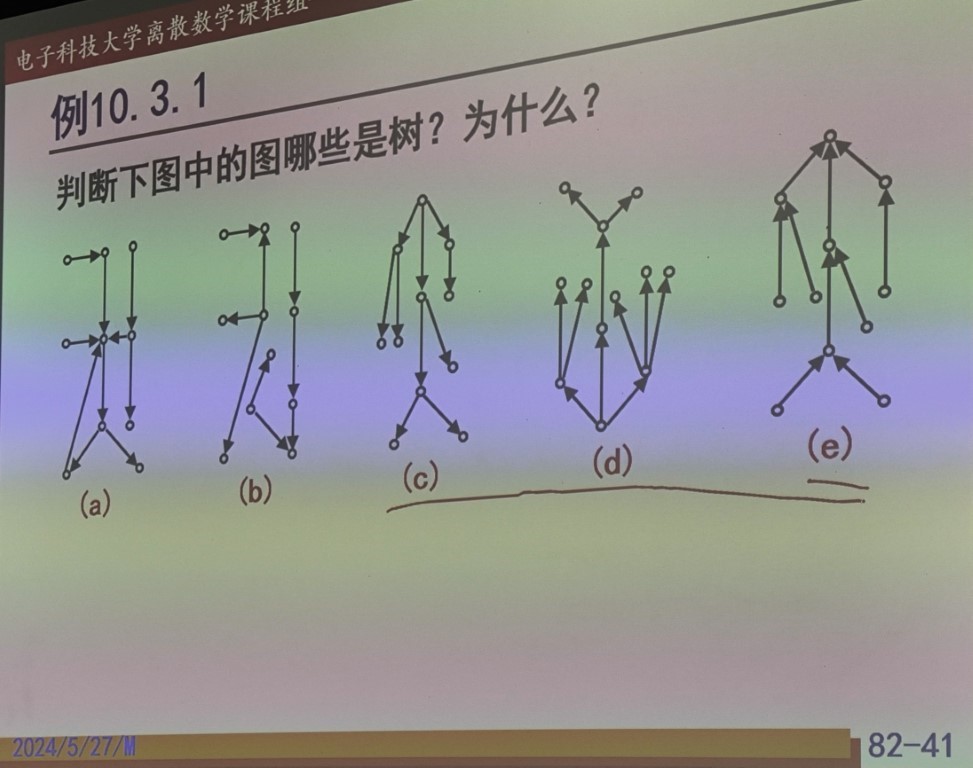 电子科技大学离散数学课程组
例10.3.1
判断下图中的图哪些是树？为什么？
(a) (b) (c) (d) (e)
2024/5/27/M
82-41